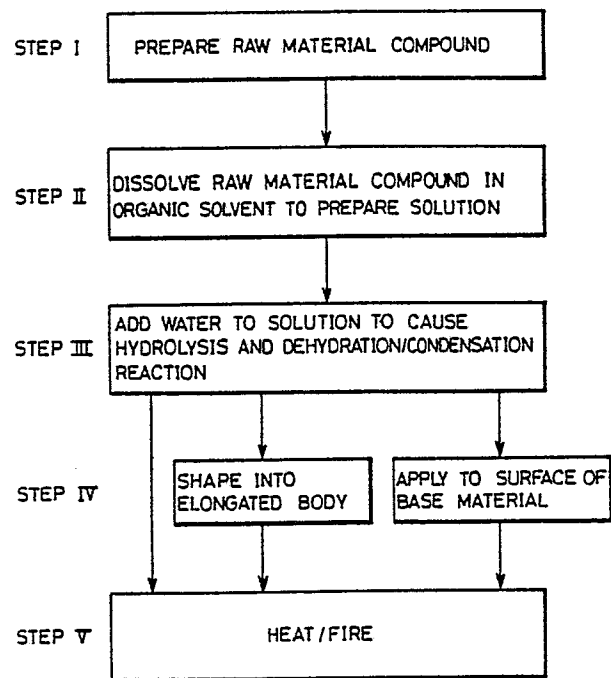 STEP I
PREPARE RAW MATERIAL COMPOUND
STEP II
DISSOLVE RAW MATERIAL COMPOUND IN
ORGANIC SOLVENT TO PREPARE SOLUTION
STEP III
ADD WATER TO SOLUTION TO CAUSE
HYDROLYSIS AND DEHYDRATION/CONDENSATION
REACTION
STEP IV
SHAPE INTO
ELONGATED BODY
APPLY TO SURFACE OF
BASE MATERIAL
STEP V
HEAT/FIRE